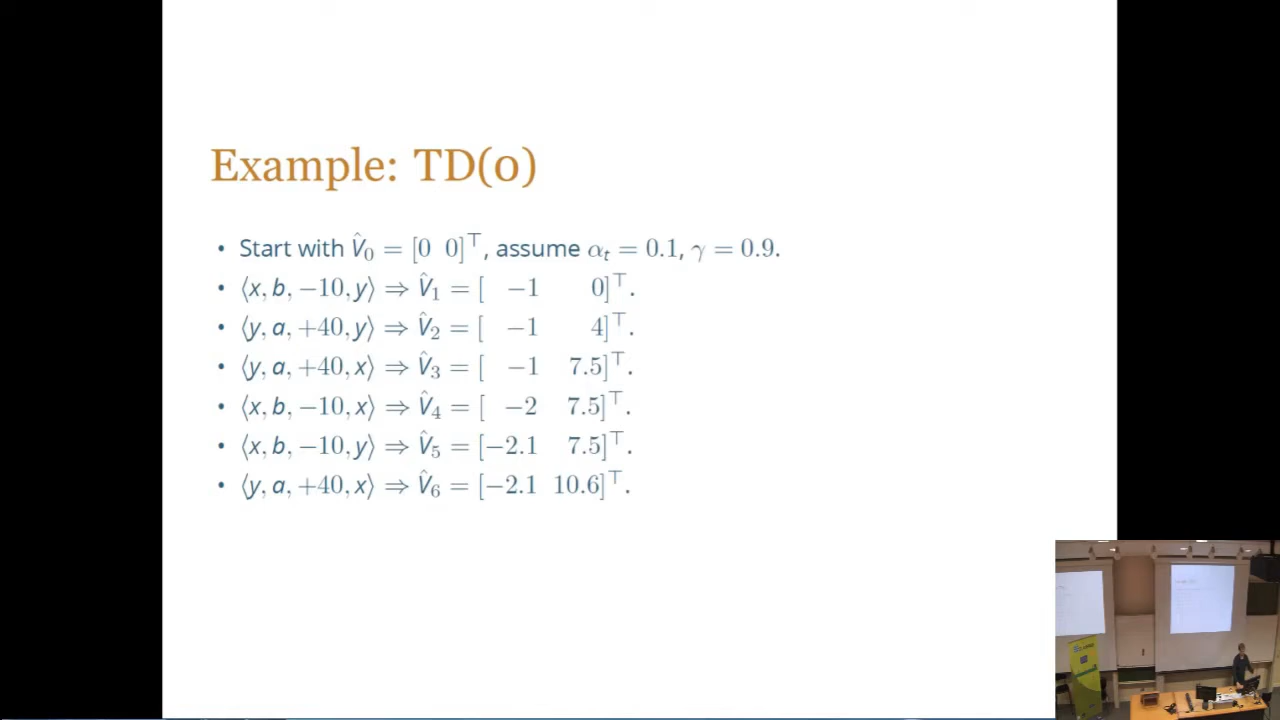 Example: TD(0)
• Start with V̂₀ = [0 0]⊤, assume αₜ = 0.1, γ = 0.9.
• ⟨x, b, −10, y⟩ ⇒ V̂₁ = [ −1 0]⊤.
• ⟨y, a, +40, y⟩ ⇒ V̂₂ = [ −1 4]⊤.
• ⟨y, a, +40, x⟩ ⇒ V̂₃ = [ −1 7.5]⊤.
• ⟨x, b, −10, x⟩ ⇒ V̂₄ = [ −2 7.5]⊤.
• ⟨x, b, −10, y⟩ ⇒ V̂₅ = [−2.1 7.5]⊤.
• ⟨y, a, +40, x⟩ ⇒ V̂₆ = [−2.1 10.6]⊤.